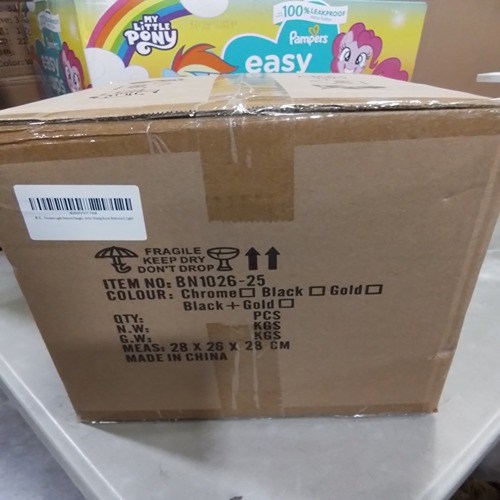 MY
LITTLE
PONY
100% LEAKPROOF
Pampers
easy
FRAGILE
KEEP DRY
DON'T DROP
ITEM NO: BN1026-25
COLOUR: Chrome Black Gold
Black+Gold
QTY: PCS
N.W: KGS
G.W: KGS
MEAS: 28 X 26 X 28 CM
MADE IN CHINA